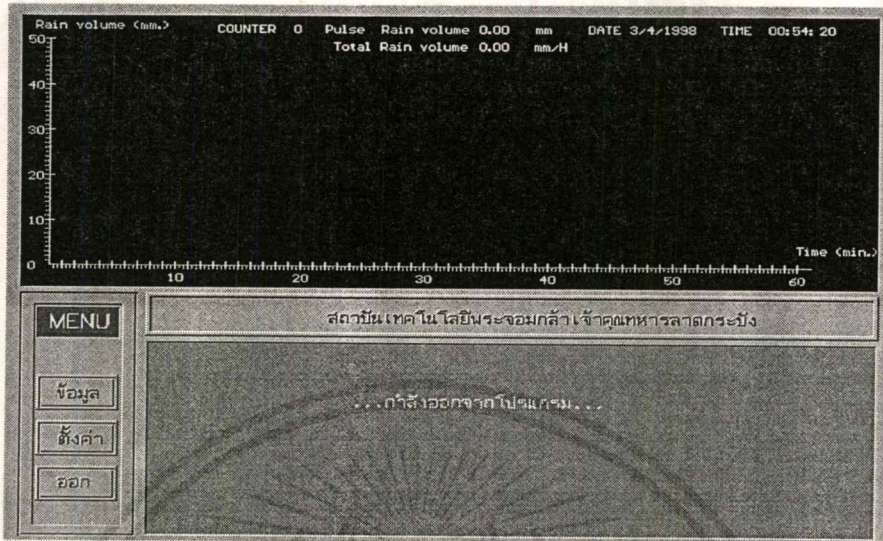 Rain volume (mm.) COUNTER 0 Pulse Rain volume 0.00 mm DATE 3/4/1998 TIME 00:54:20
Total Rain volume 0.00 mm/H
50
40
30
20
10
0
Time (min.)
10 20 30 40 50 60
MENU
สถาบันเทคโนโลยีพระจอมกล้าเจ้าคุณทหารลาดกระบัง
ข้อมูล
...กำลังออกจากโปรแกรม...
ตั้งค่า
ออก